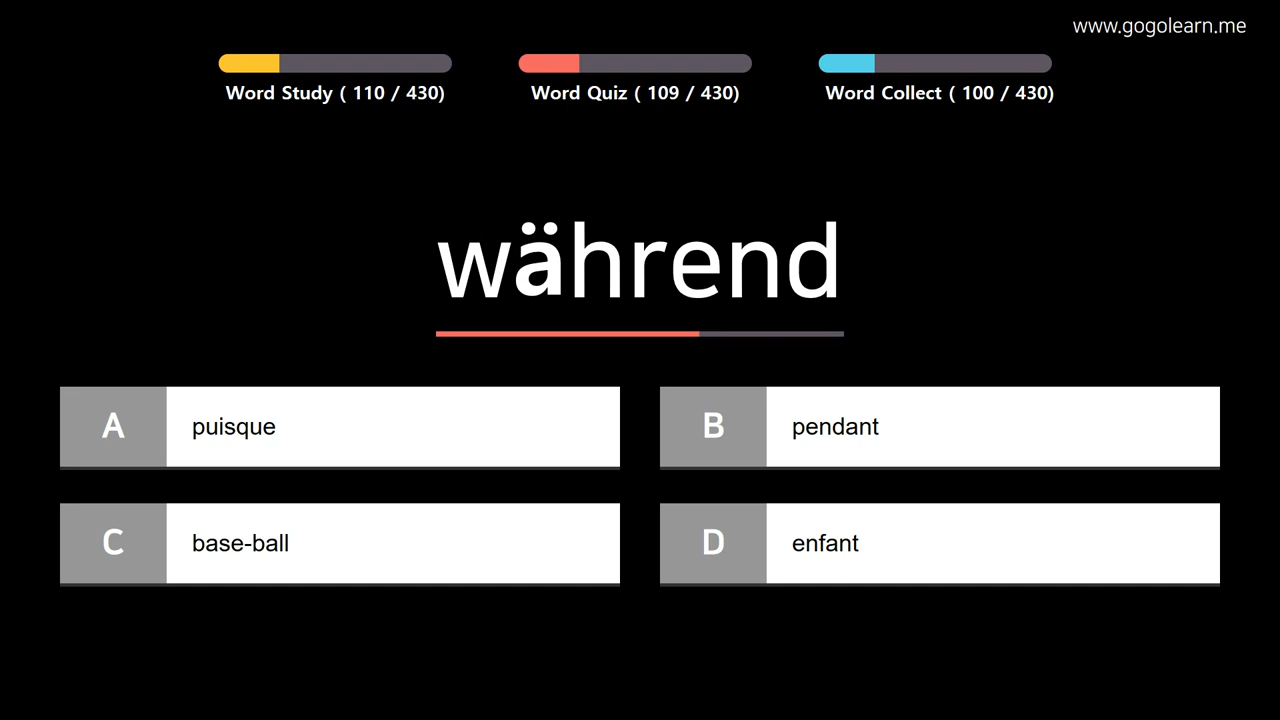 www.gogolearn.me
Word Study ( 110 / 430)
Word Quiz ( 109 / 430)
Word Collect ( 100 / 430)
während
A puisque
B pendant
C base-ball
D enfant